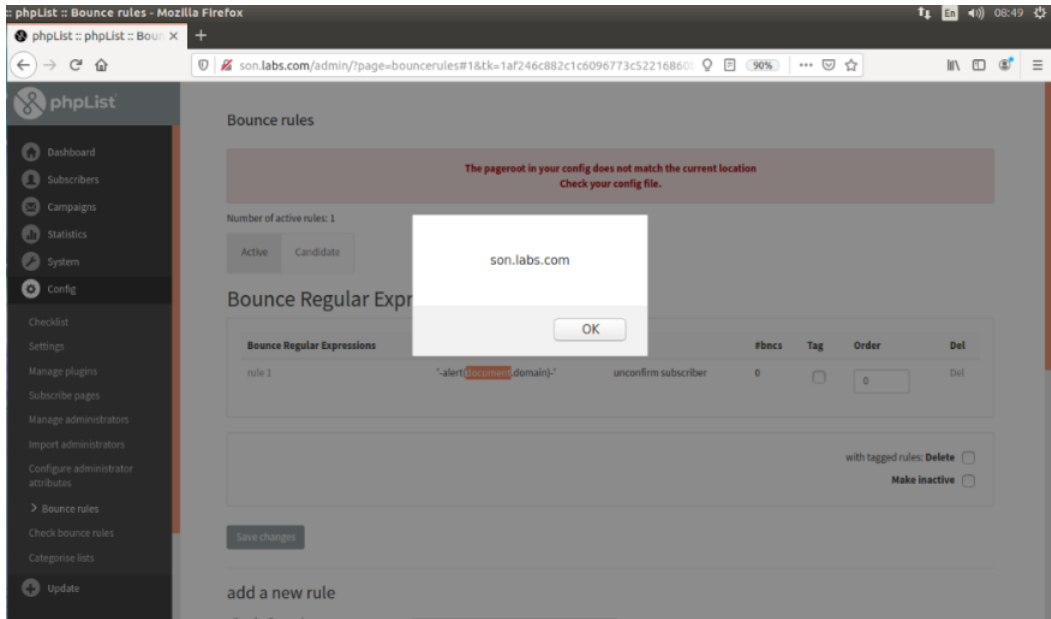 :: phpList :: Bounce rules - Mozilla Firefox
En 08:49
phpList :: phpList :: Boun
son.labs.com/admin/?page=bouncerules#1&tk=1af246c882c1c6096773c52216860
90%
phpList
Dashboard
Subscribers
Campaigns
Statistics
System
Config
Checklist
Settings
Manage plugins
Subscribe pages
Manage administrators
Import administrators
Configure administrator
attributes
> Bounce rules
Check bounce rules
Categorise lists
Update
Bounce rules
The pageroot in your config does not match the current location
Check your config file.
Number of active rules: 1
Active Candidate
son.labs.com
OK
Bounce Regular Expr
Bounce Regular Expressions #bncs Tag Order Del
rule 1 '-alert(document.domain)-' unconfirm subscriber 0 0 Del
with tagged rules: Delete
Make inactive
Save changes
add a new rule